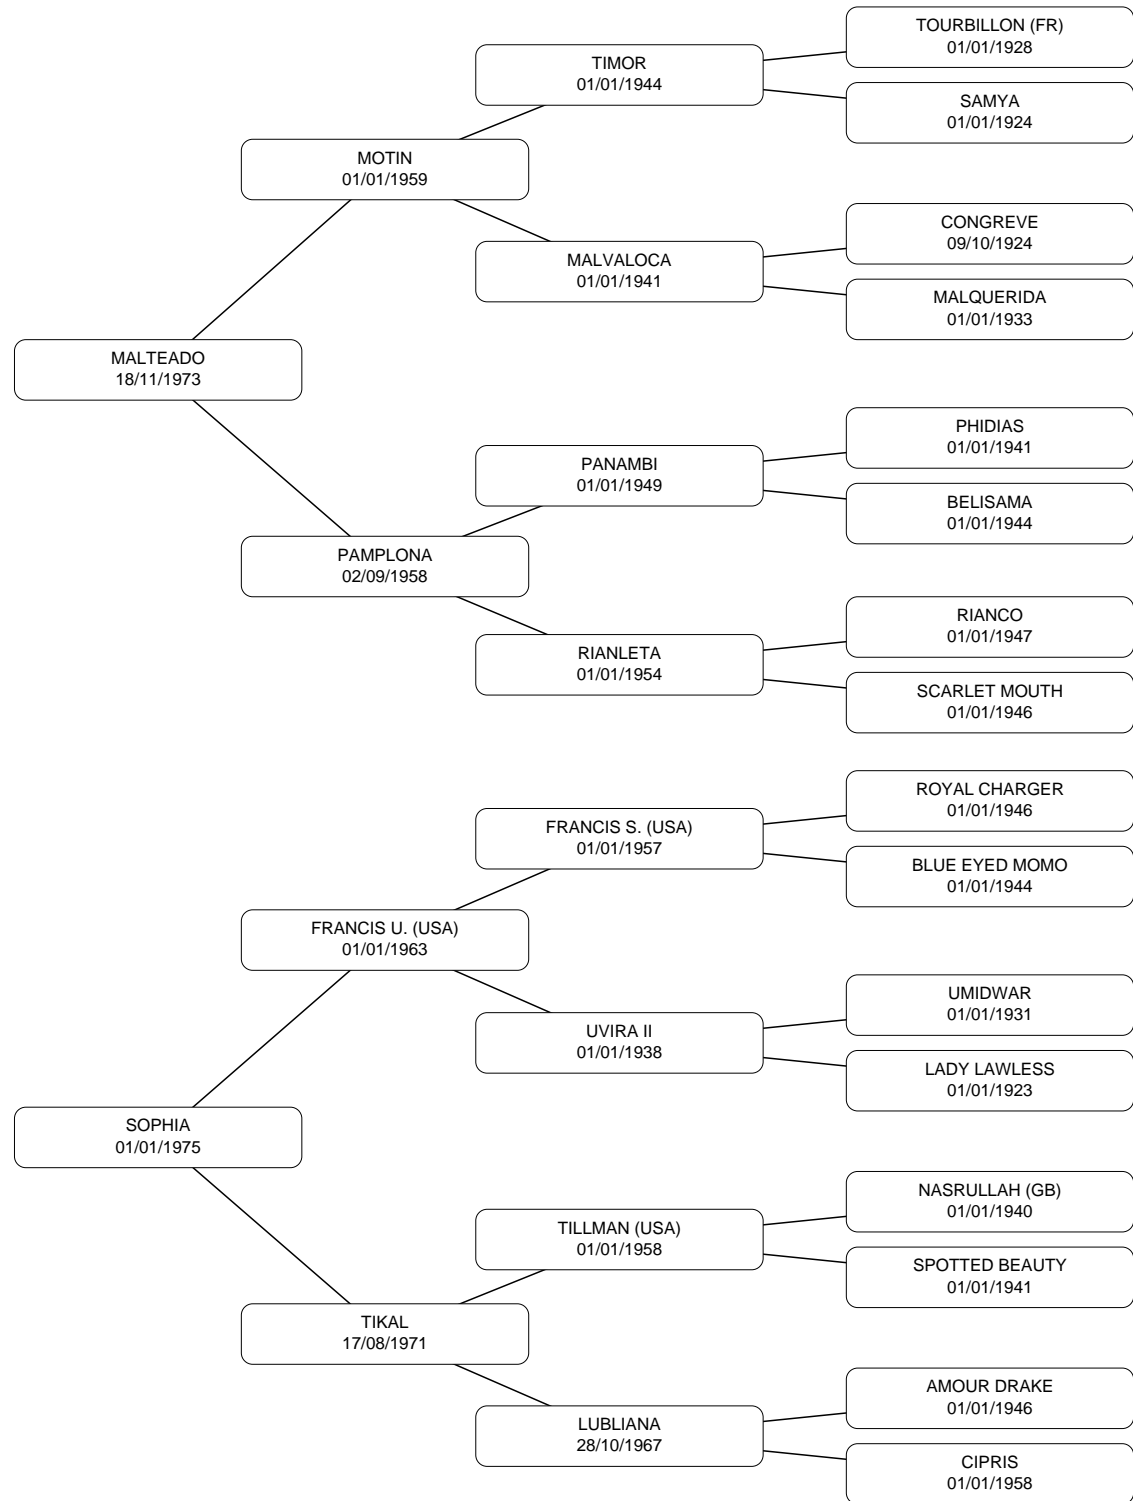 TOURBILLON (FR)
01/01/1928
TIMOR
01/01/1944
SAMYA
01/01/1924
MOTIN
01/01/1959
CONGREVE
09/10/1924
MALVALOCA
01/01/1941
MALQUERIDA
01/01/1933
MALTEADO
18/11/1973
PHIDIAS
01/01/1941
PANAMBI
01/01/1949
BELISAMA
01/01/1944
PAMPLONA
02/09/1958
RIANCO
01/01/1947
RIANLETA
01/01/1954
SCARLET MOUTH
01/01/1946
ROYAL CHARGER
01/01/1946
FRANCIS S. (USA)
01/01/1957
BLUE EYED MOMO
01/01/1944
FRANCIS U. (USA)
01/01/1963
UMIDWAR
01/01/1931
UVIRA II
01/01/1938
LADY LAWLESS
01/01/1923
SOPHIA
01/01/1975
NASRULLAH (GB)
01/01/1940
TILLMAN (USA)
01/01/1958
SPOTTED BEAUTY
01/01/1941
TIKAL
17/08/1971
AMOUR DRAKE
01/01/1946
LUBLIANA
28/10/1967
CIPRIS
01/01/1958